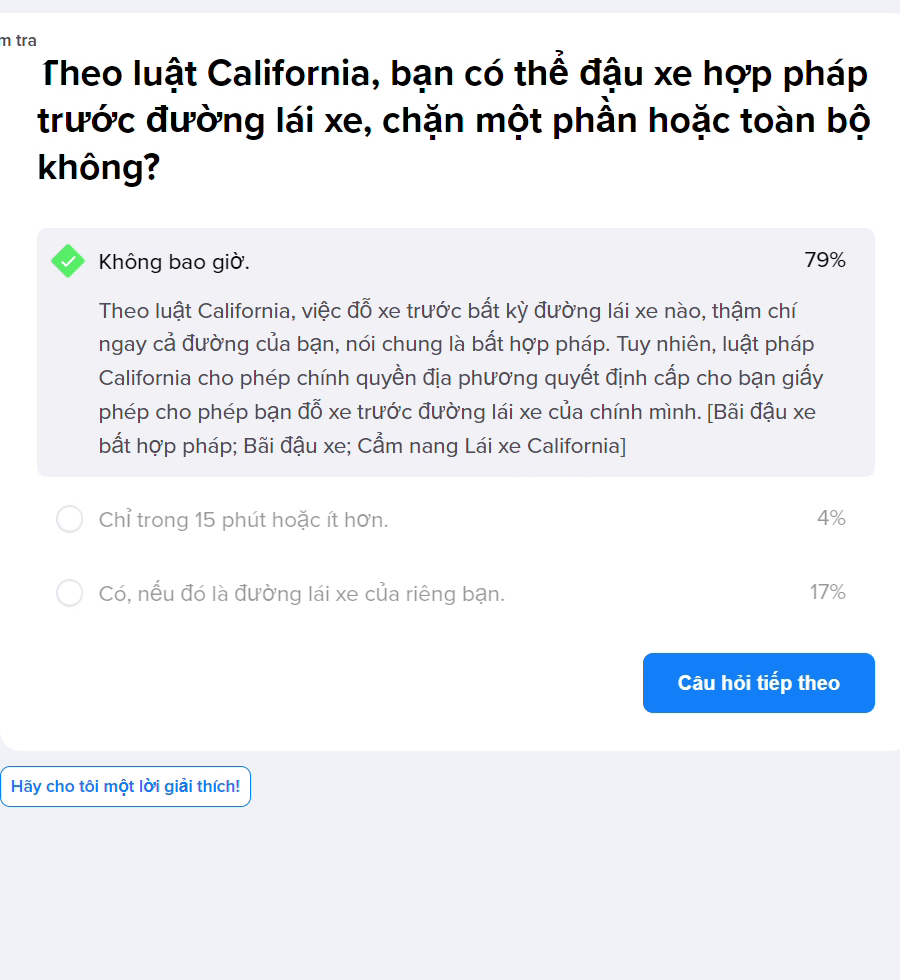 m tra
Theo luật California, bạn có thể đậu xe hợp pháp
trước đường lái xe, chặn một phần hoặc toàn bộ
không?
Không bao giờ. 79%
Theo luật California, việc đỗ xe trước bất kỳ đường lái xe nào, thậm chí
ngay cả đường của bạn, nói chung là bất hợp pháp. Tuy nhiên, luật pháp
California cho phép chính quyền địa phương quyết định cấp cho bạn giấy
phép cho phép bạn đỗ xe trước đường lái xe của chính mình. [Bãi đậu xe
bất hợp pháp; Bãi đậu xe; Cẩm nang Lái xe California]
Chỉ trong 15 phút hoặc ít hơn. 4%
Có, nếu đó là đường lái xe của riêng bạn. 17%
Câu hỏi tiếp theo
Hãy cho tôi một lời giải thích!